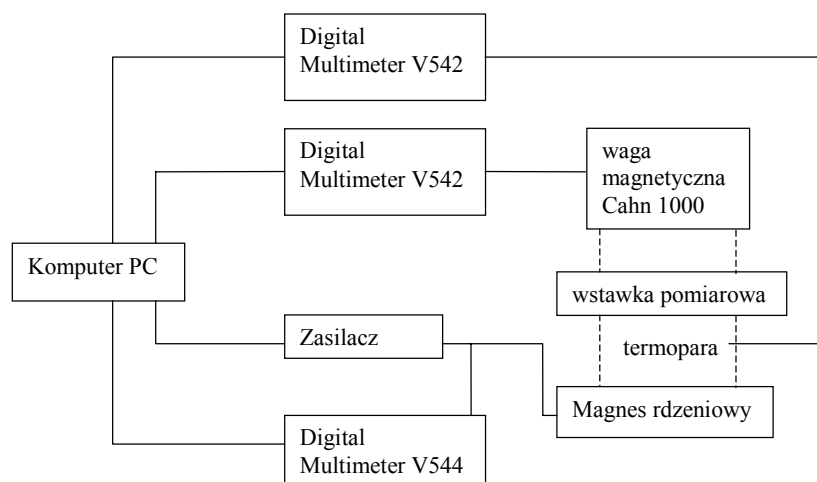 Digital
Multimeter V542
Digital
Multimeter V542
waga
magnetyczna
Cahn 1000
Komputer PC
wstawka pomiarowa
Zasilacz
termopara
Magnes rdzeniowy
Digital
Multimeter V544